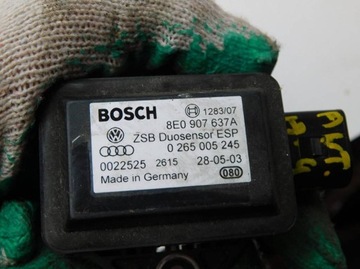 BOSCH 1283/07
8E0 907 637A
ZSB Duosensor ESP
0 265 005 245
0022525 2615 28-05-03
Made in Germany 080